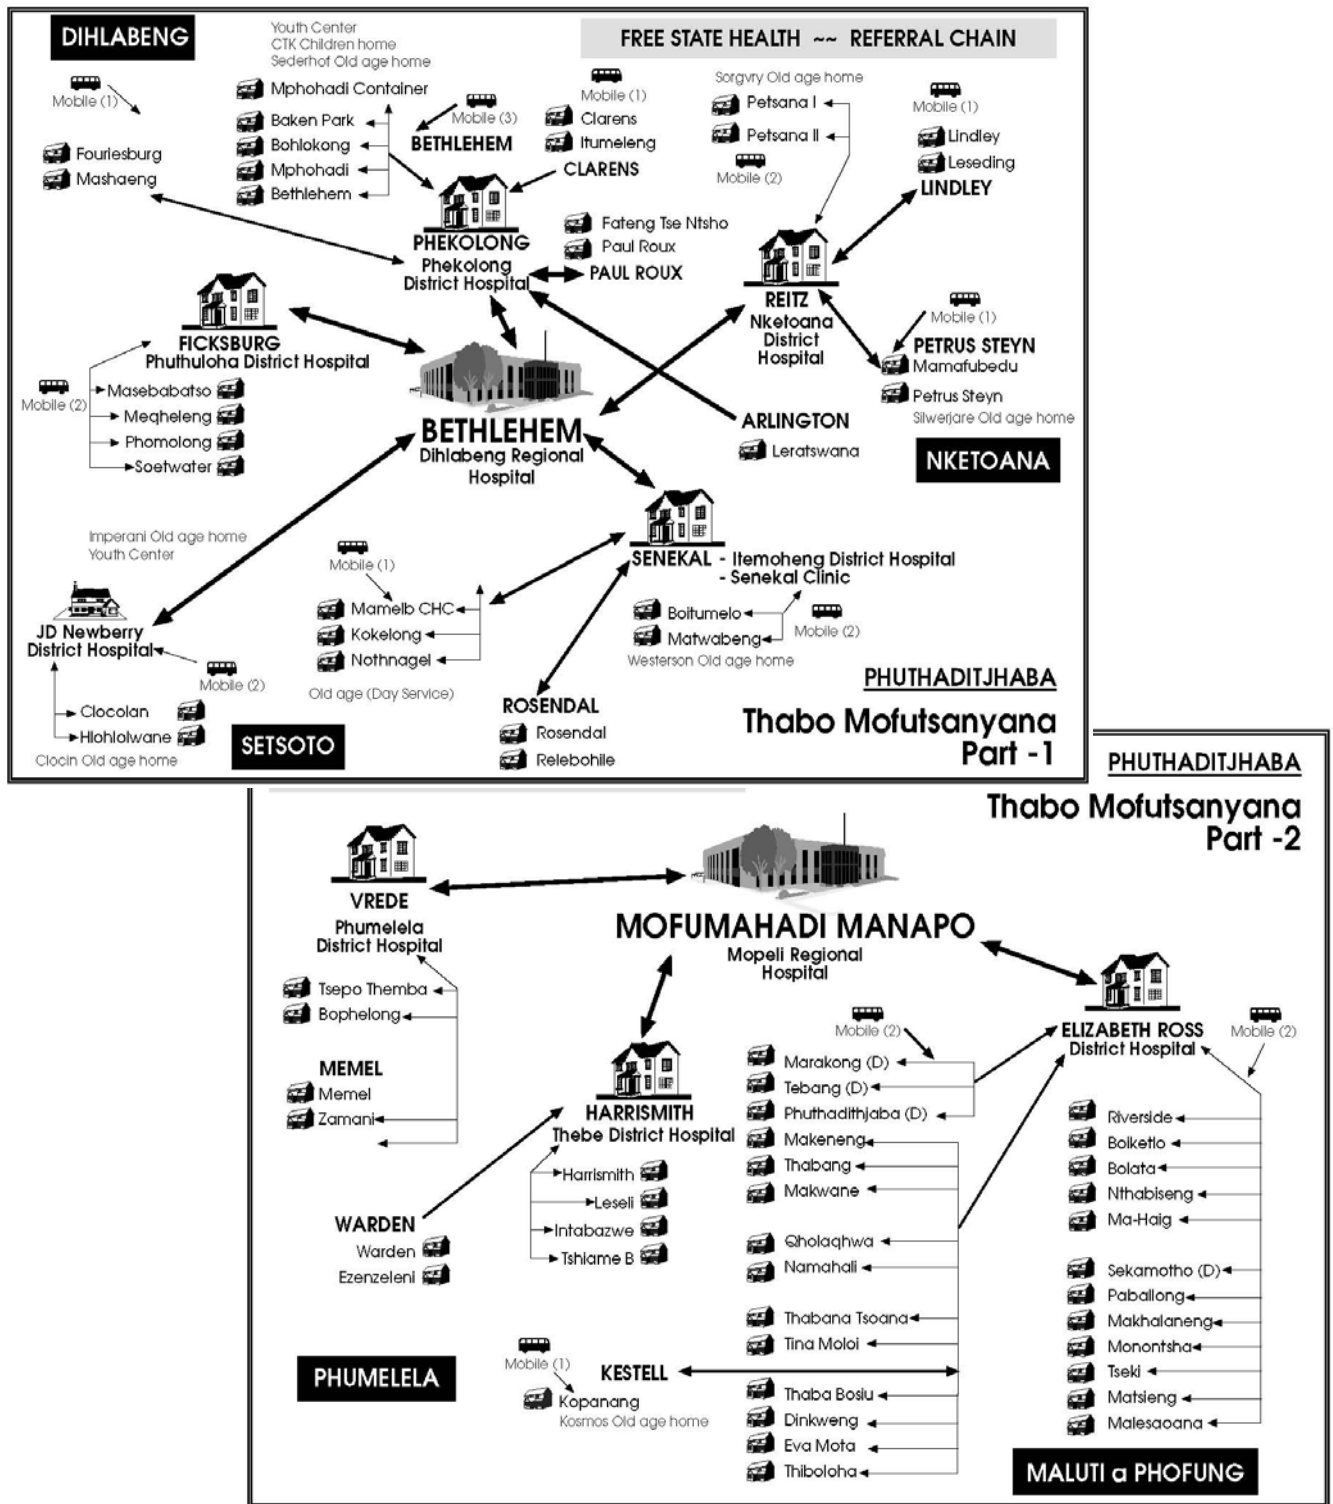 DIHLABENG
Youth Center
CTK Children home
Sederhof Old age home
FREE STATE HEALTH ~~ REFERRAL CHAIN
Mobile (1)
Fouriesburg
Mashaeng
Mphohadi Container
Baken Park
Bohlokong
Mphohadi
Bethlehem
Mobile (3)
BETHLEHEM
Mobile (1)
Clarens
Itumeleng
CLARENS
Sorgvry Old age home
Petsana I
Petsana II
Mobile (2)
Mobile (1)
Lindley
Leseding
LINDLEY
PHEKOLONG
Phekolong
District Hospital
Fateng Tse Ntsho
Paul Roux
PAUL ROUX
REITZ
Nketoana
District
Hospital
Mobile (1)
PETRUS STEYN
Mamafubedu
Petrus Steyn
Silwerjare Old age home
FICKSBURG
Phuthuloha District Hospital
Mobile (2)
Masebabatso
Meqheleng
Phomolong
Soetwater
BETHLEHEM
Dihlabeng Regional
Hospital
ARLINGTON
Leratswana
NKETOANA
Imperani Old age home
Youth Center
JD Newberry
District Hospital
Mobile (2)
Clocolan
Hlohlolwane
Clocin Old age home
SETSOTO
Mobile (1)
Mamelb CHC
Kokelong
Nothnagel
Old age (Day Service)
SENEKAL - Itemoheng District Hospital
- Senekal Clinic
Boitumelo
Matwabeng
Mobile (2)
Westerson Old age home
ROSENDAL
Rosendal
Relebohile
PHUTHADITJHABA
Thabo Mofutsanyana
Part -1
PHUTHADITJHABA
Thabo Mofutsanyana
Part -2
VREDE
Phumelela
District Hospital
Tsepo Themba
Bophelong
MEMEL
Memel
Zamani
MOFUMAHADI MANAPO
Mopeli Regional
Hospital
HARRISMITH
Thebe District Hospital
Harrismith
Leseli
Intabazwe
Tshiame B
WARDEN
Warden
Ezenzeleni
PHUMELELA
Mobile (1)
Kopanang
Kosmos Old age home
KESTELL
Mobile (2)
Marakong (D)
Tebang (D)
Phuthadithjaba (D)
Makeneng
Thabang
Makwane
Qholaqhwa
Namahali
Thabana Tsoana
Tina Moloi
Thaba Bosiu
Dinkweng
Eva Mota
Thiboloha
ELIZABETH ROSS
District Hospital
Mobile (2)
Riverside
Boiketlo
Bolata
Nthabiseng
Ma-Haig
Sekamotho (D)
Paballong
Makhalaneng
Monontsha
Tseki
Matsieng
Malesaoana
MALUTI a PHOFUNG